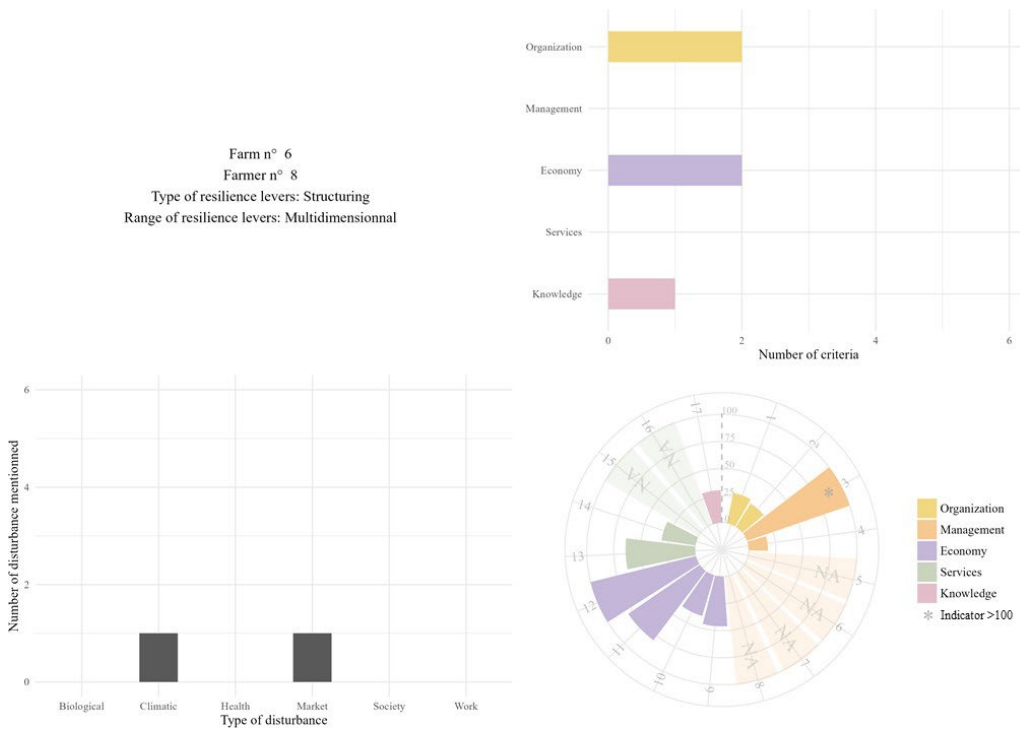 Farm n° 6
Farmer n° 8
Type of resilience levers: Structuring
Range of resilience levers: Multidimensionnal
Organization
Management
Economy
Services
Knowledge
0 2 4 6
Number of criteria
6
4
2
0
Number of disturbance mentionned
Biological Climatic Health Market Society Work
Type of disturbance
100
75
50
25
0
1
2
3
*
4
5
NA
6
NA
7
NA
8
NA
9
10
11
12
13
14
15
NA
16
NA
17
Organization
Management
Economy
Services
Knowledge
* Indicator >100